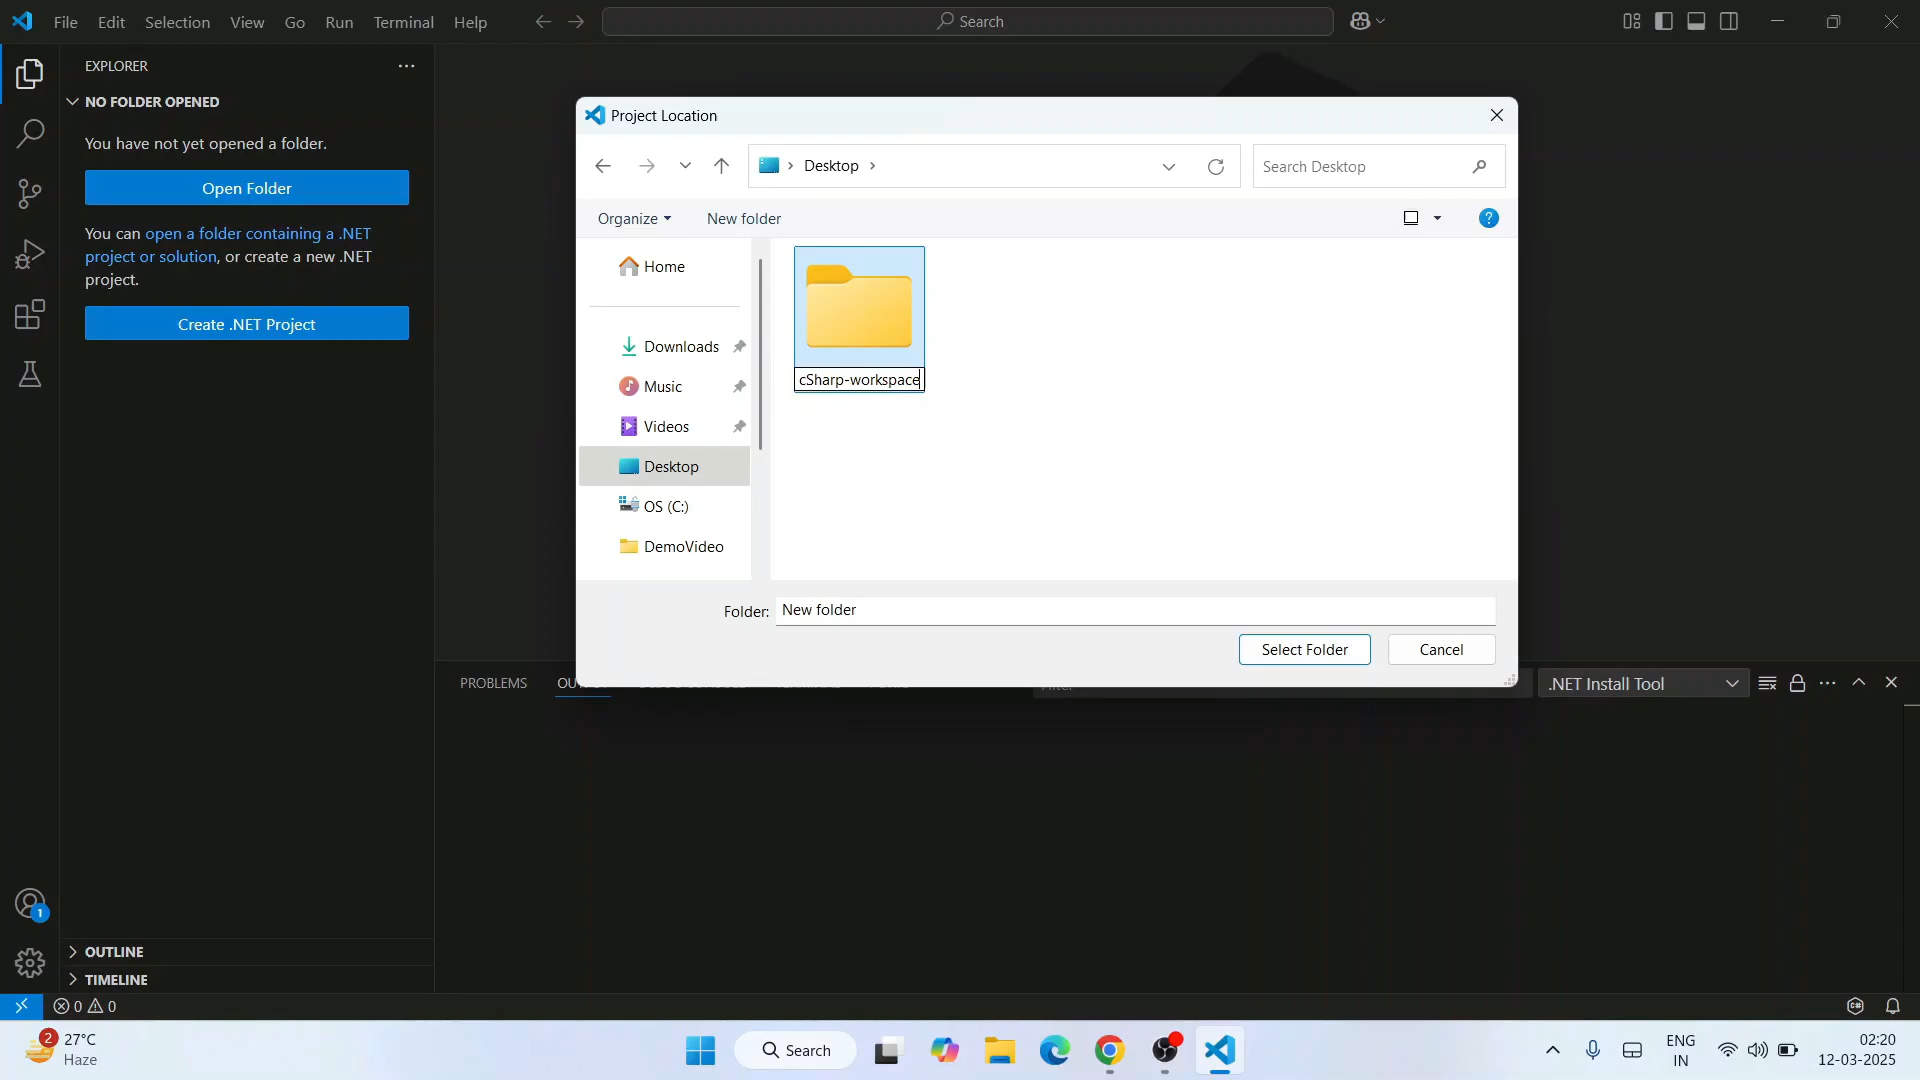 File Edit Selection View Go Run Terminal Help
Search
EXPLORER
NO FOLDER OPENED
You have not yet opened a folder.
Open Folder
You can open a folder containing a .NET
project or solution, or create a new .NET
project.
Create .NET Project
Project Location
Desktop
Search Desktop
Organize
New folder
Home
Downloads
Music
Videos
Desktop
OS (C:)
DemoVideo
cSharp-workspace
Folder: New folder
Select Folder
Cancel
PROBLEMS
.NET Install Tool
1
OUTLINE
TIMELINE
0 0
2
27°C
Haze
Search
ENG
IN
02:20
12-03-2025